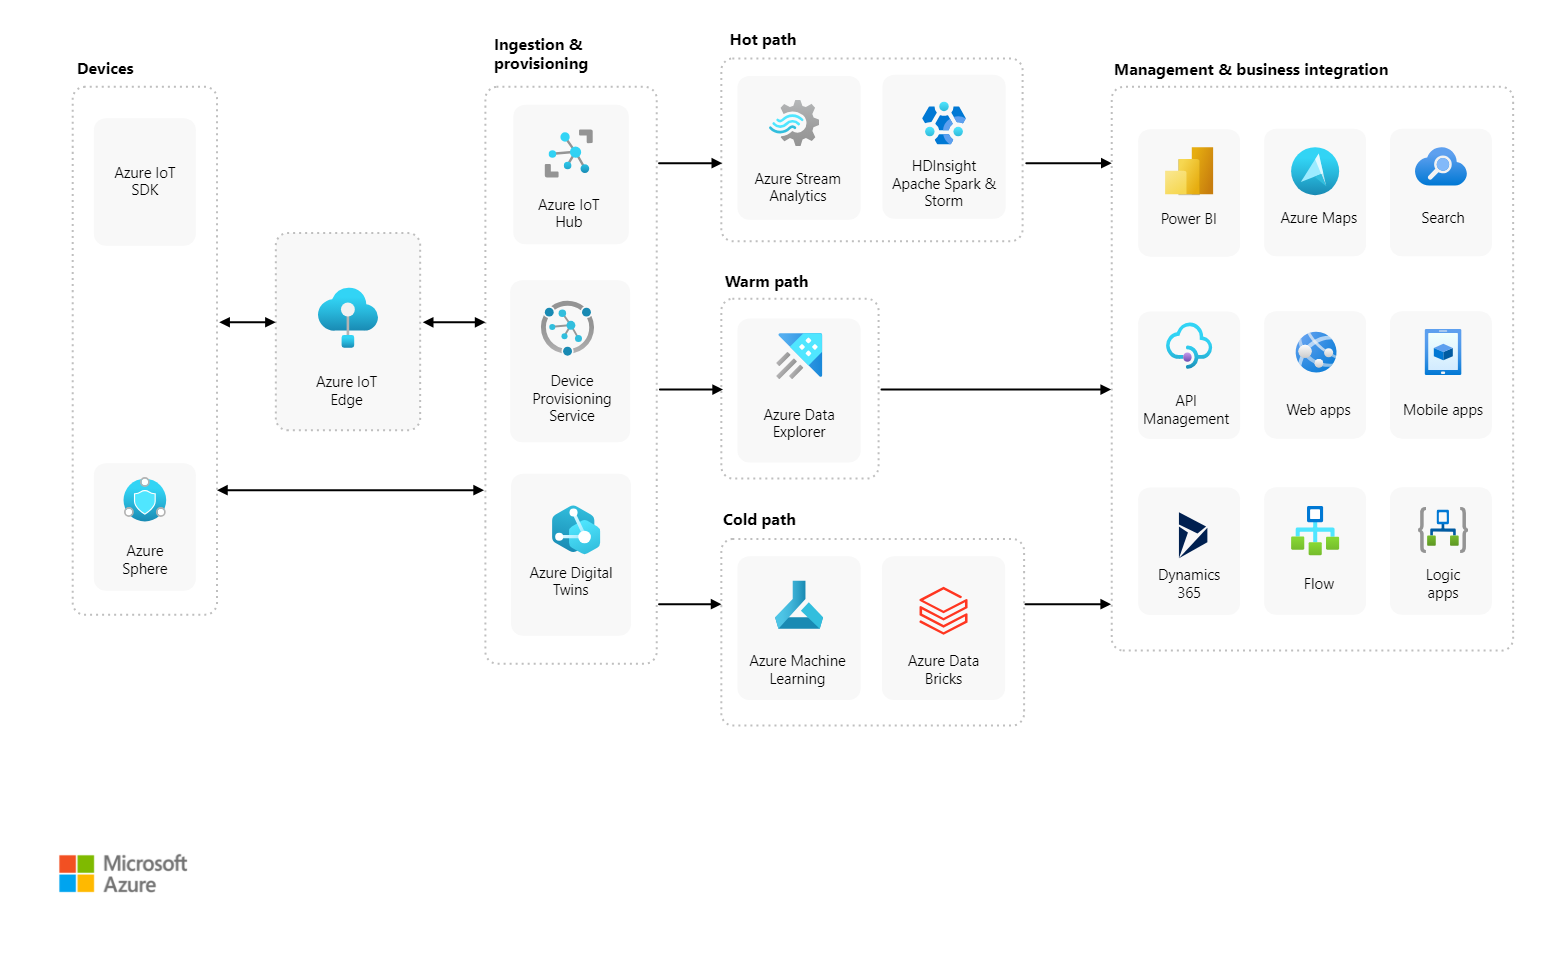 Devices
Azure IoT
SDK
Azure
Sphere
Azure IoT
Edge
Ingestion &
provisioning
Azure IoT
Hub
Device
Provisioning
Service
Azure Digital
Twins
Hot path
Azure Stream
Analytics
HDInsight
Apache Spark &
Storm
Warm path
Azure Data
Explorer
Cold path
Azure Machine
Learning
Azure Data
Bricks
Management & business integration
Power BI
Azure Maps
Search
API
Management
Web apps
Mobile apps
Dynamics
365
Flow
Logic
apps
Microsoft
Azure